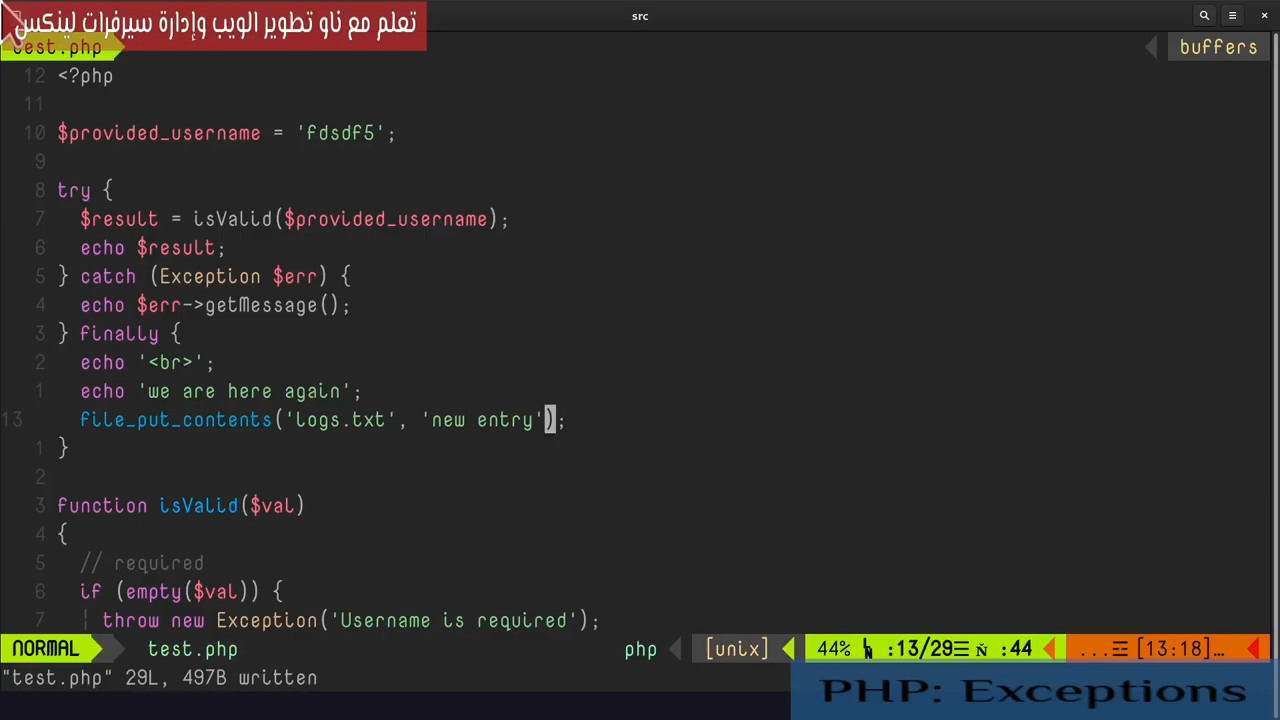 src
تعلم مع ناو تطوير الويب وإدارة سيرفرات لينكس
test.php
buffers
12 <?php
11
10 $provided_username = 'fdsdf5';
9
8 try {
7 $result = isValid($provided_username);
6 echo $result;
5 } catch (Exception $err) {
4 echo $err->getMessage();
3 } finally {
2 echo '<br>';
1 echo 'we are here again';
13 file_put_contents('logs.txt', 'new entry');
1 }
2
3 function isValid($val)
4 {
5 // required
6 if (empty($val)) {
7 throw new Exception('Username is required');
NORMAL test.php php [unix] 44% :13/29☰ :44 ...☲ [13:18]…
"test.php" 29L, 497B written
PHP: Exceptions